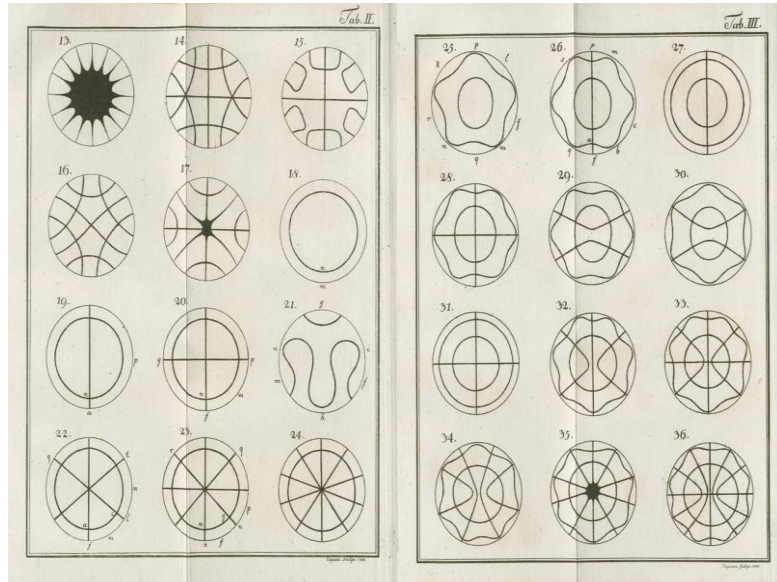 Tab. II.
13.
14.
15.
16.
17.
18.
n
m
19.
p
n
a
20.
g
p
n
m
f
21.
g
n
i
m
f
h
22.
q
t
n
a
l
m
f
23.
r
q
p
a
n
n
24.
Tab. III.
25.
p
l
k
r
f
n
m
q
26.
p
s
m
c
a
q
b
f
27.
28.
29.
30.
31.
32.
33.
34.
35.
36.